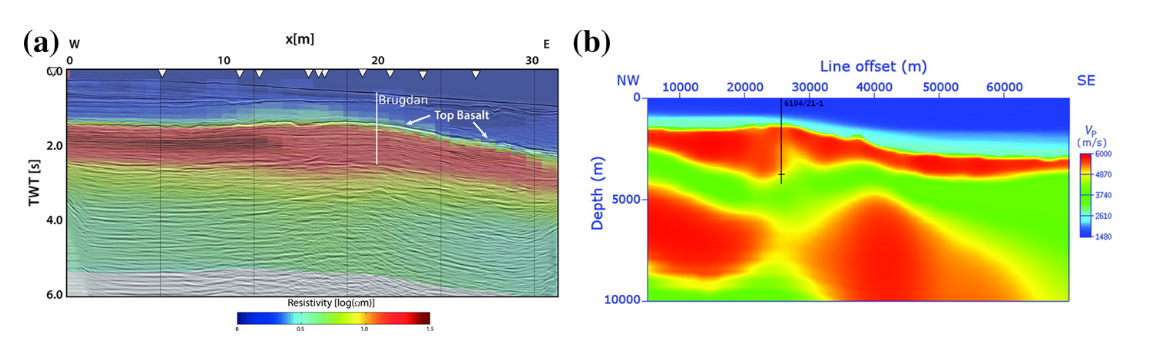 (a)
W
x[m]
E
0
10
20
30
0.0
2.0
4.0
6.0
TWT [s]
Brugdan
Top Basalt
Resistivity [log(Ωm)]
0
0.5
1.0
1.5
(b)
Line offset (m)
NW
SE
10000
20000
30000
40000
50000
60000
0
5000
10000
Depth (m)
6104/21-1
VP
(m/s)
6000
4870
3740
2610
1480